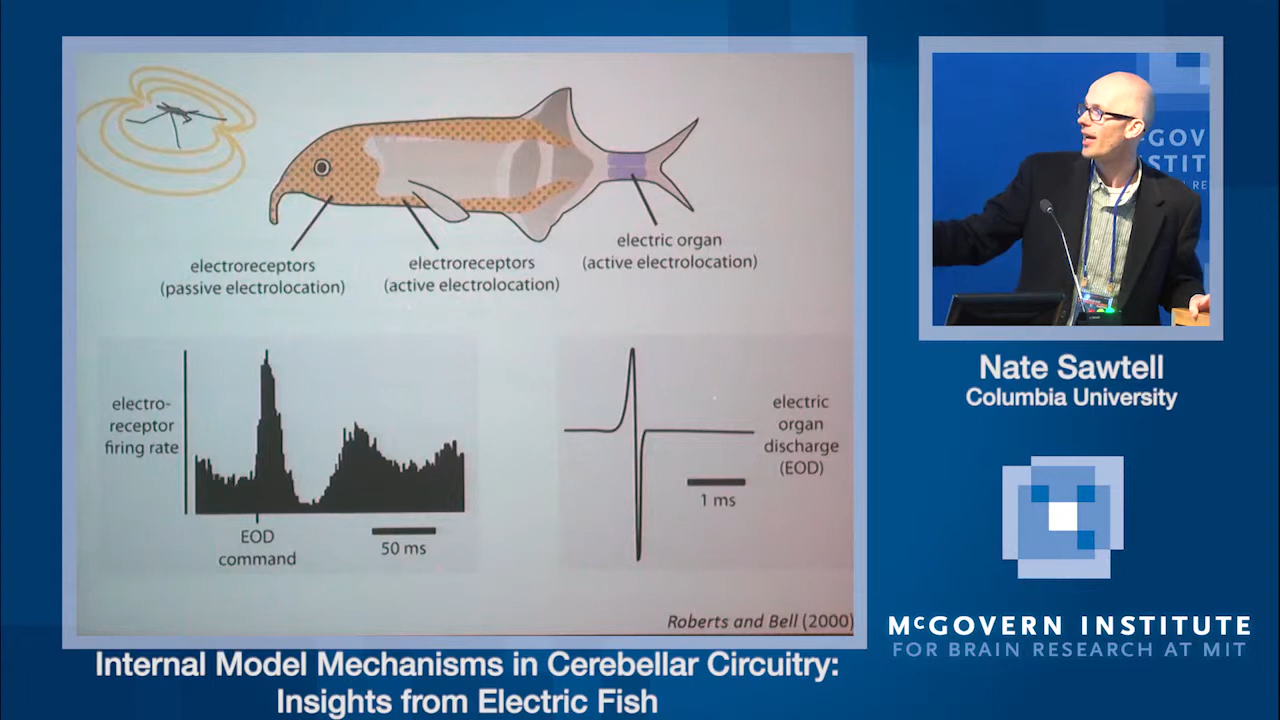 electroreceptors
(passive electrolocation)
electroreceptors
(active electrolocation)
electric organ
(active electrolocation)
electro-
receptor
firing rate
EOD
command
50 ms
electric
organ
discharge
(EOD)
1 ms
Roberts and Bell (2000)
Nate Sawtell
Columbia University
McGOVERN INSTITUTE
FOR BRAIN RESEARCH AT MIT
Internal Model Mechanisms in Cerebellar Circuitry:
Insights from Electric Fish